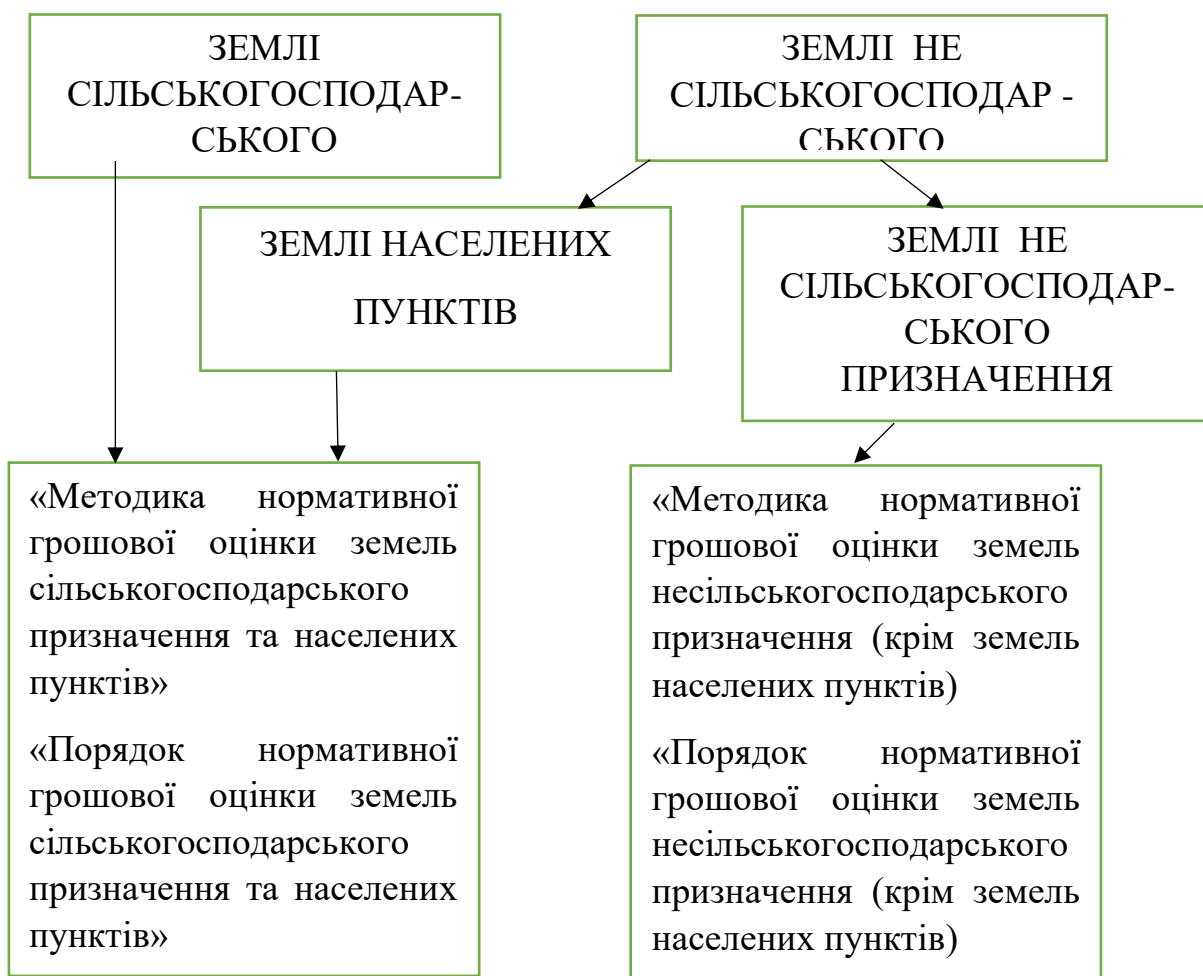 ЗЕМЛІ
СІЛЬСЬКОГОСПОДАР-
СЬКОГО
ЗЕМЛІ НЕ
СІЛЬСЬКОГОСПОДАР -
СЬКОГО
ЗЕМЛІ НАСЕЛЕНИХ
ПУНКТІВ
ЗЕМЛІ НЕ
СІЛЬСЬКОГОСПОДАР-
СЬКОГО
ПРИЗНАЧЕННЯ
«Методика нормативної
грошової оцінки земель
сільськогосподарського
призначення та населених
пунктів»
«Порядок нормативної
грошової оцінки земель
сільськогосподарського
призначення та населених
пунктів»
«Методика нормативної
грошової оцінки земель
несільськогосподарського
призначення (крім земель
населених пунктів)
«Порядок нормативної
грошової оцінки земель
несільськогосподарського
призначення (крім земель
населених пунктів)